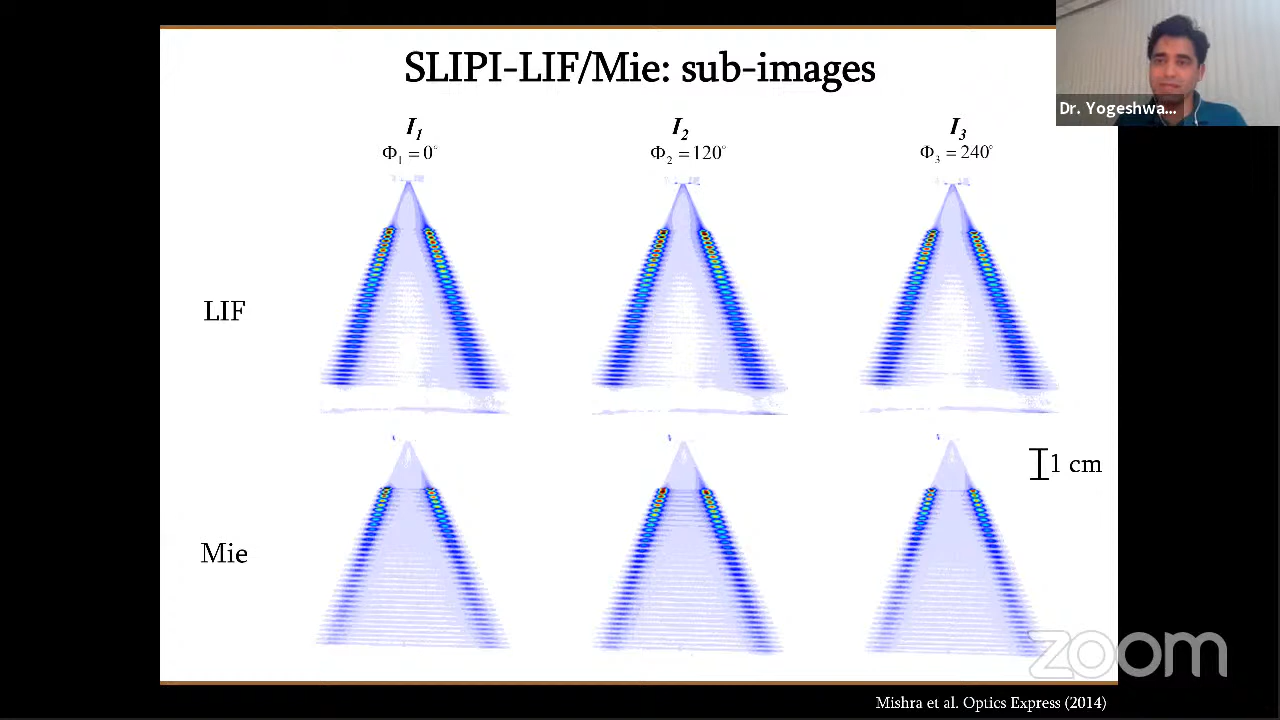 SLIPI-LIF/Mie: sub-images
Dr. Yogeshwa...
I1 I2 I3
Φ1 = 0° Φ2 = 120° Φ3 = 240°
LIF
1 cm
Mie
zoom
Mishra et al. Optics Express (2014)